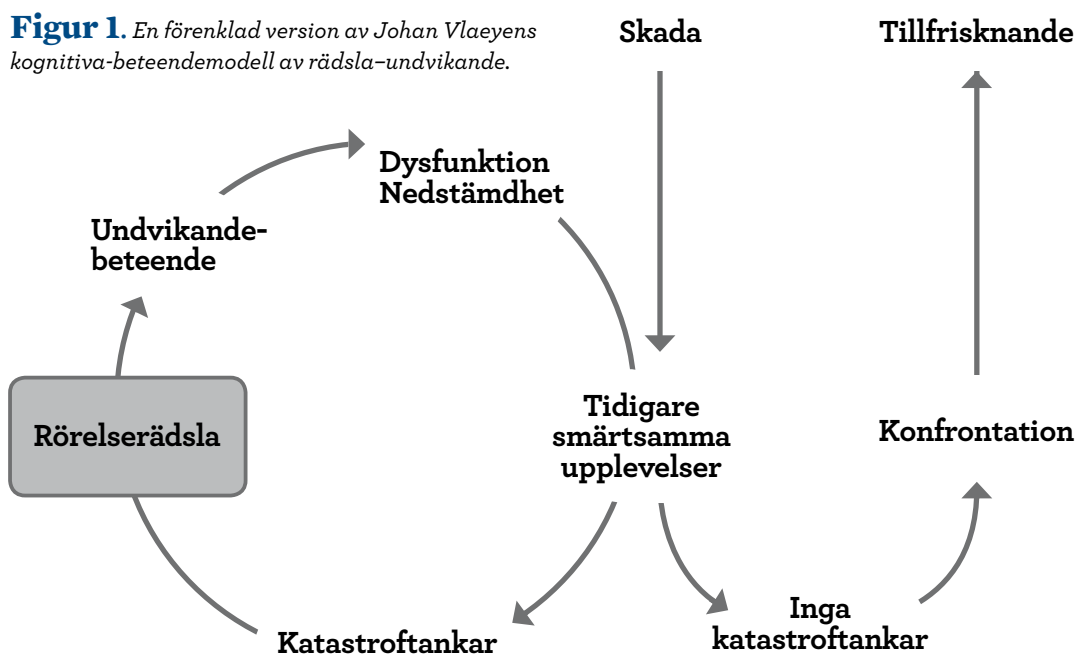 Figur 1. En förenklad version av Johan Vlaeyens
kognitiva-beteendemodell av rädsla–undvikande.
Skada
Tillfrisknande
Dysfunktion
Nedstämdhet
Undvikande-
beteende
Rörelserädsla
Tidigare
smärtsamma
upplevelser
Konfrontation
Katastroftankar
Inga
katastroftankar